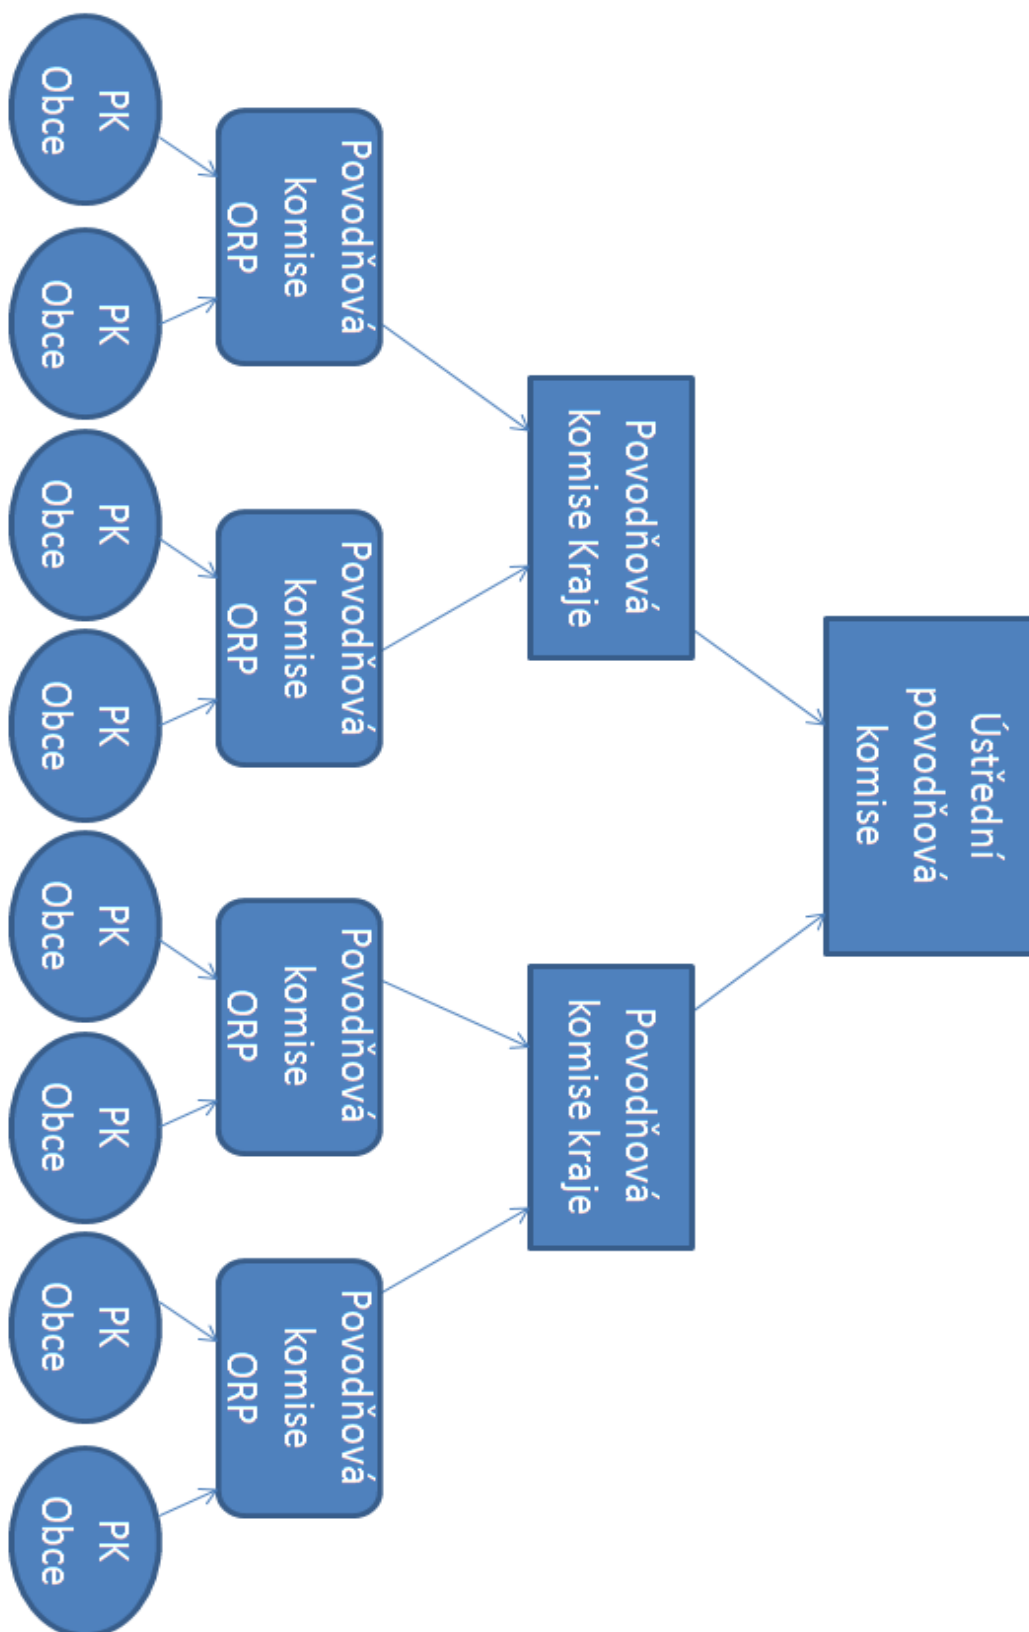 Ústřední
povodňová
komise
Povodňová
komise Kraje
Povodňová
komise kraje
Povodňová
komise
ORP
Povodňová
komise
ORP
Povodňová
komise
ORP
Povodňová
komise
ORP
PK
Obce
PK
Obce
PK
Obce
PK
Obce
PK
Obce
PK
Obce
PK
Obce
PK
Obce